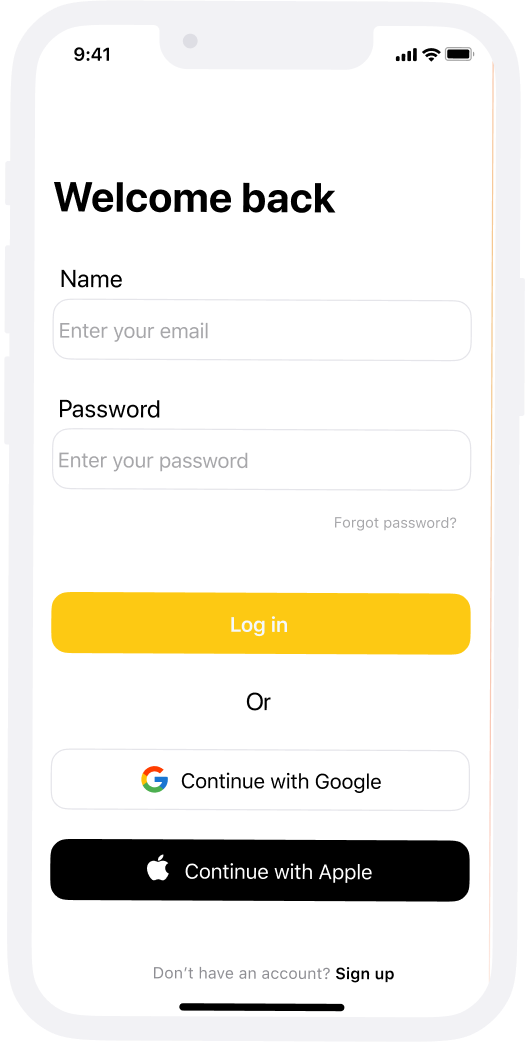 9:41
Welcome back
Name
Enter your email
Password
Enter your password
Forgot password?
Log in
Or
Continue with Google
Continue with Apple
Don't have an account? Sign up